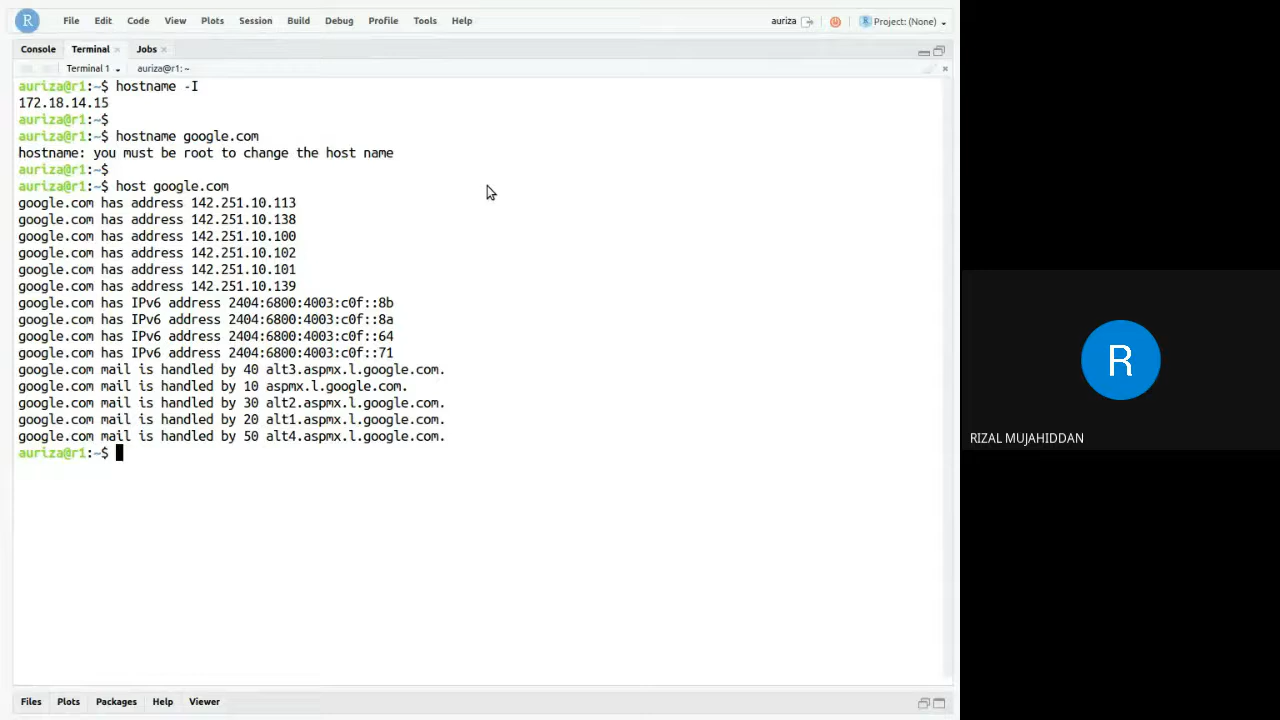 R File Edit Code View Plots Session Build Debug Profile Tools Help auriza R Project: (None)
Console Terminal Jobs
Terminal 1 auriza@r1: ~
auriza@r1:~$ hostname -I
172.18.14.15
auriza@r1:~$
auriza@r1:~$ hostname google.com
hostname: you must be root to change the host name
auriza@r1:~$
auriza@r1:~$ host google.com
google.com has address 142.251.10.113
google.com has address 142.251.10.138
google.com has address 142.251.10.100
google.com has address 142.251.10.102
google.com has address 142.251.10.101
google.com has address 142.251.10.139
google.com has IPv6 address 2404:6800:4003:c0f::8b
google.com has IPv6 address 2404:6800:4003:c0f::8a
google.com has IPv6 address 2404:6800:4003:c0f::64
google.com has IPv6 address 2404:6800:4003:c0f::71
google.com mail is handled by 40 alt3.aspmx.l.google.com.
google.com mail is handled by 10 aspmx.l.google.com.
google.com mail is handled by 30 alt2.aspmx.l.google.com.
google.com mail is handled by 20 alt1.aspmx.l.google.com.
google.com mail is handled by 50 alt4.aspmx.l.google.com.
auriza@r1:~$
Files Plots Packages Help Viewer
R
RIZAL MUJAHIDDAN